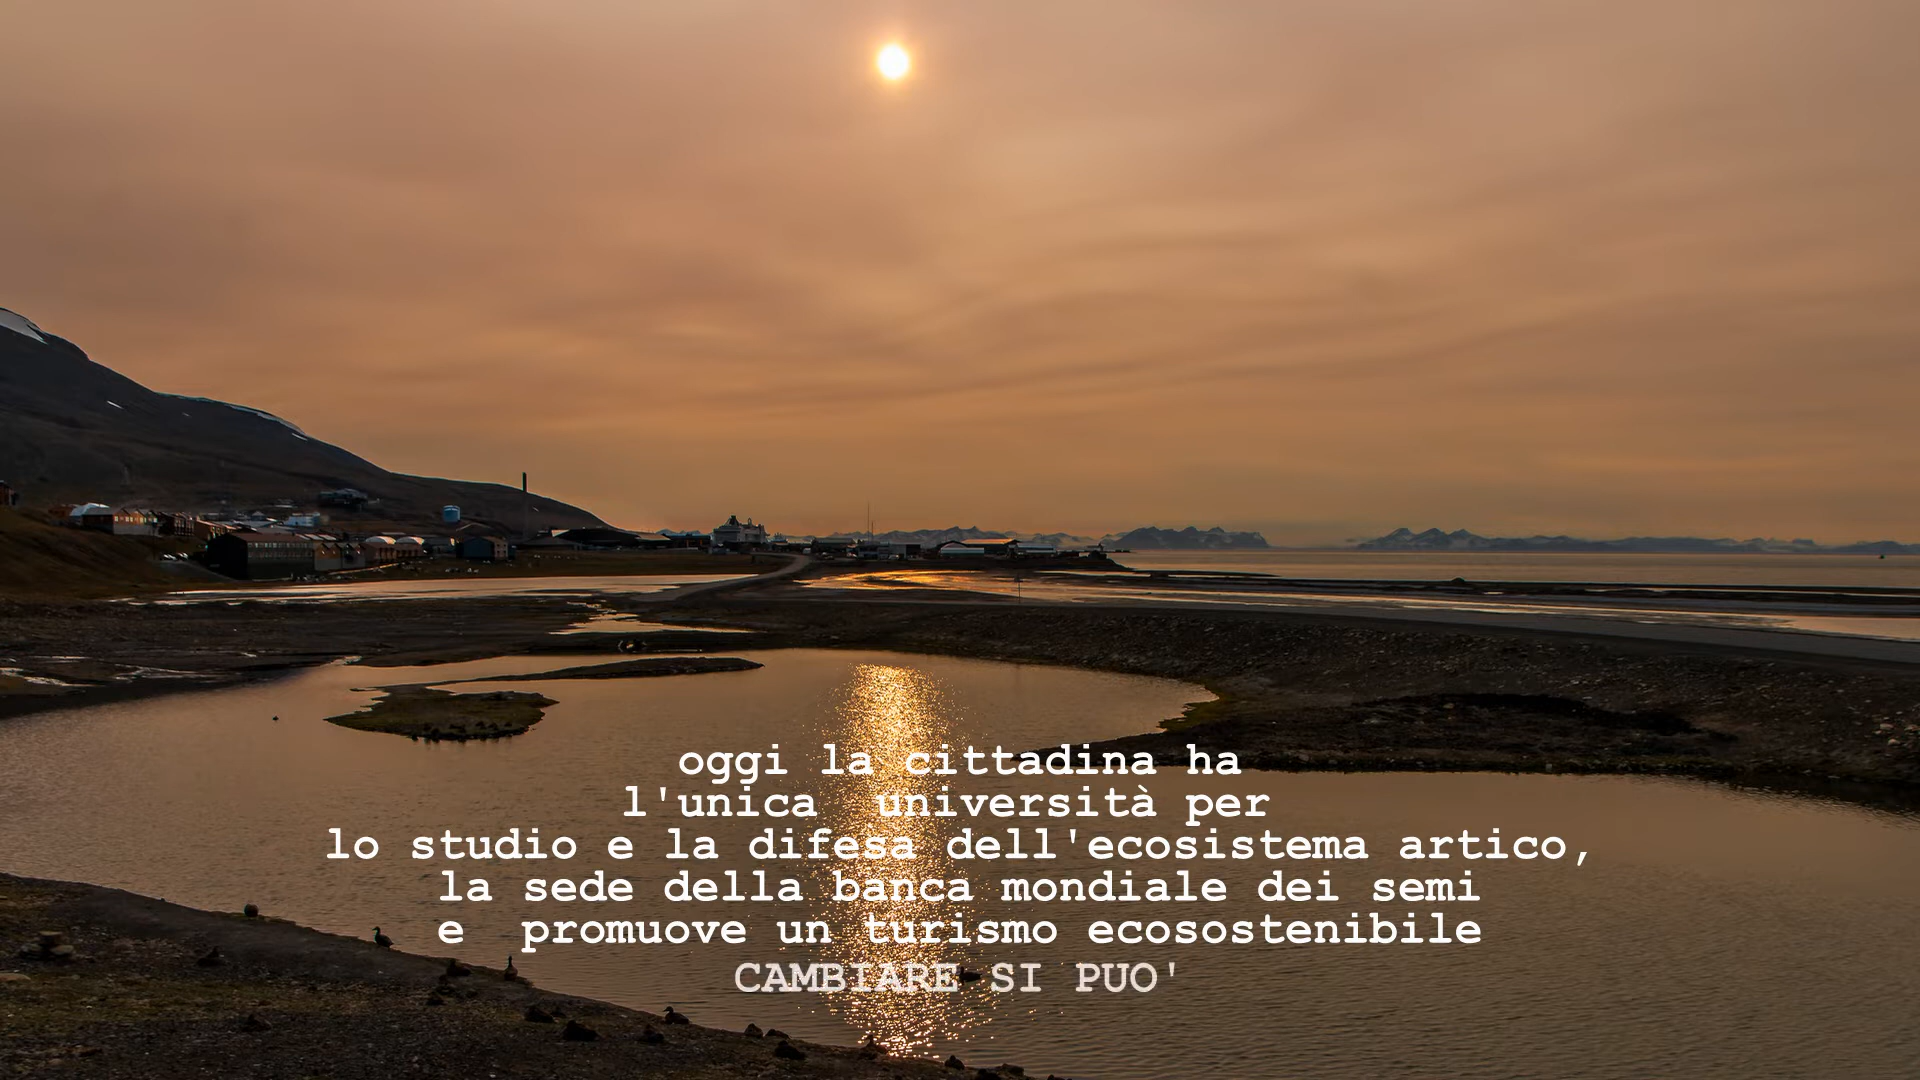 oggi la cittadina ha
l'unica  università per
lo studio e la difesa dell'ecosistema artico,
la sede della banca mondiale dei semi
e  promuove un turismo ecosostenibile
CAMBIARE SI PUO'